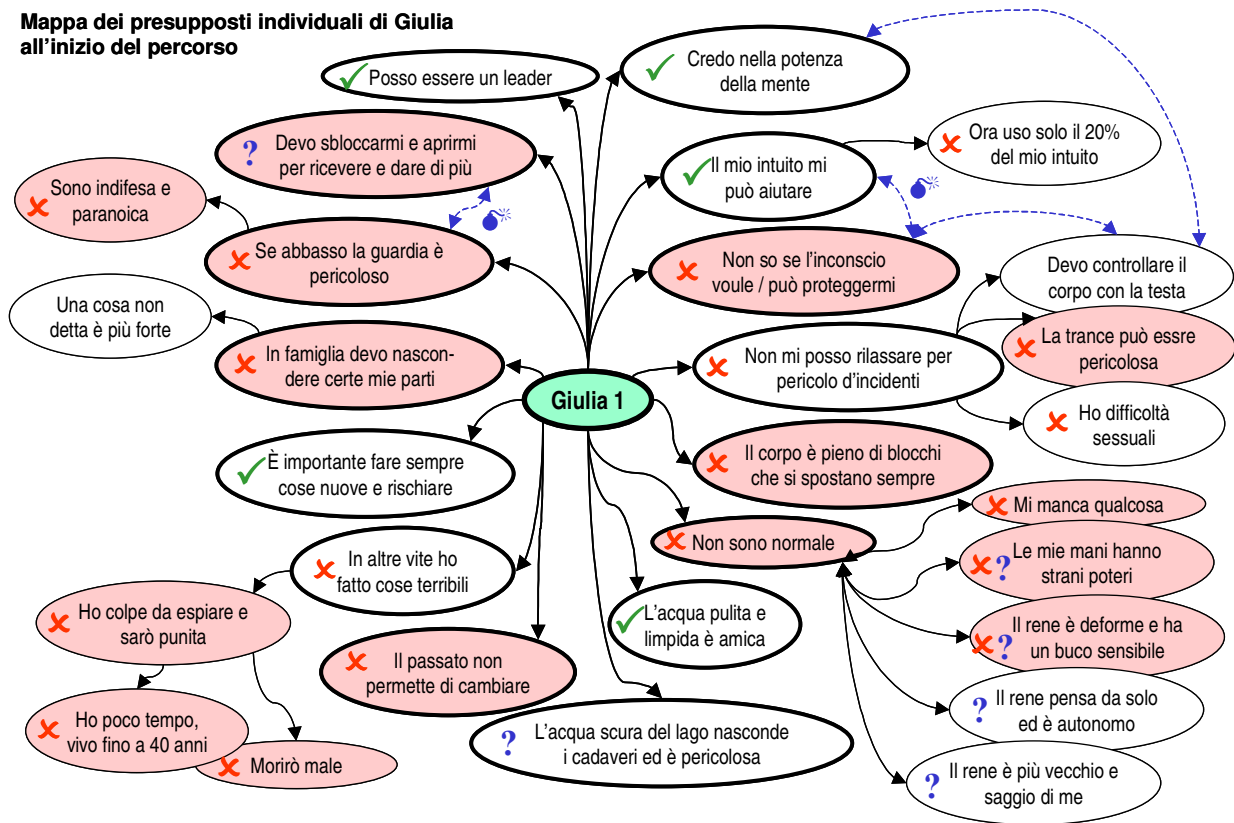 Mappa dei presupposti individuali di Giulia
all'inizio del percorso
Posso essere un leader
Credo nella potenza
della mente
Devo sbloccarmi e aprirmi
per ricevere e dare di più
?
Il mio intuito mi
può aiutare
Ora uso solo il 20%
del mio intuito
Sono indifesa e
paranoica
Se abbasso la guardia è
pericoloso
Non so se l'inconscio
voule / può proteggermi
Devo controllare il
corpo con la testa
Una cosa non
detta è più forte
In famiglia devo nascon-
dere certe mie parti
Non mi posso rilassare per
pericolo d'incidenti
La trance può essre
pericolosa
Giulia 1
Ho difficoltà
sessuali
È importante fare sempre
cose nuove e rischiare
Il corpo è pieno di blocchi
che si spostano sempre
Mi manca qualcosa
Non sono normale
In altre vite ho
fatto cose terribili
?
Le mie mani hanno
strani poteri
Ho colpe da espiare e
sarò punita
L'acqua pulita e
limpida è amica
?
Il rene è deforme e ha
un buco sensibile
Il passato non
permette di cambiare
?
Il rene pensa da solo
ed è autonomo
Ho poco tempo,
vivo fino a 40 anni
Morirò male
?
L'acqua scura del lago nasconde
i cadaveri ed è pericolosa
?
Il rene è più vecchio e
saggio di me